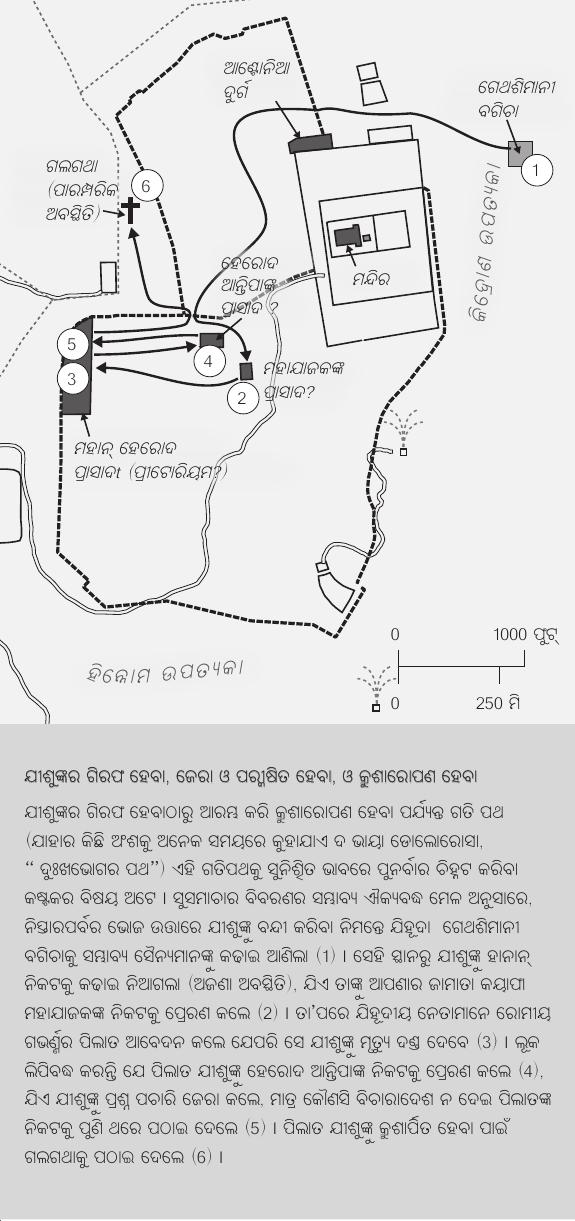 ଆଣ୍ଟୋନିଆ
ଦୁର୍ଗ
ଗେଥଶିମାନୀ
ବଗିଚା
1
ଗଲଗଥା
(ପାରମ୍ପରିକ
ଅବସ୍ଥିତି)
6
କିଦ୍ରୋଣ ଉପତ୍ୟକା
ହେରୋଦ
ଆନ୍ତିପାଙ୍କ
ପ୍ରାସାଦ ?
ମନ୍ଦିର
5
4
3
2
ମହାଯାଜକଙ୍କ
ପ୍ରାସାଦ?
ମହାନ୍ ହେରୋଦ
ପ୍ରାସାଦt (ପ୍ରୀଟୋରିୟମ?)
ହିନ୍ନୋମ ଉପତ୍ୟକା
0 1000 ଫୁଟ୍
0 250 ମି
ଯୀଶୁଙ୍କର ଗିରଫ ହେବା, ଜେରା ଓ ପରୀକ୍ଷିତ ହେବା, ଓ କ୍ରୁଶାରୋପଣ ହେବା
ଯୀଶୁଙ୍କର ଗିରଫ ହେବାଠାରୁ ଆରମ୍ଭ କରି କ୍ରୁଶାରୋପଣ ହେବା ପର୍ଯ୍ୟନ୍ତ ଗତି ପଥ
(ଯାହାର କିଛି ଅଂଶକୁ ଅନେକ ସମୟରେ କୁହାଯାଏ ଦ ଭାୟା ଡୋଲୋରୋସା,
“ ଦୁଃଖଭୋଗର ପଥ”) ଏହି ଗତିପଥକୁ ସୁନିଶ୍ଚିତ ଭାବରେ ପୁନର୍ବାର ଚିହ୍ନଟ କରିବା
କଷ୍ଟକର ବିଷୟ ଅଟେ । ସୁସମାଚାର ବିବରଣର ସମ୍ଭାବ୍ୟ ଐକ୍ୟବଦ୍ଧ ମେଳ ଅନୁସାରେ,
ନିସ୍ତାରପର୍ବର ଭୋଜ ଉତ୍ତାରେ ଯୀଶୁଙ୍କୁ ବନ୍ଦୀ କରିବା ନିମନ୍ତେ ଯିହୂଦା ଗେଥଶିମାନୀ
ବଗିଚାକୁ ସମ୍ଭାବ୍ୟ ସୈନ୍ୟମାନଙ୍କୁ କଢାଇ ଆଣିଲା (1) । ସେହି ସ୍ଥାନରୁ ଯୀଶୁଙ୍କୁ ହାନାନ୍
ନିକଟକୁ କଢାଇ ନିଆଗଲା (ଅଜଣା ଅବସ୍ଥିତି), ଯିଏ ତାଙ୍କୁ ଆପଣାର ଜାମାତା କୟାପା
ମହାଯାଜକଙ୍କ ନିକଟକୁ ପ୍ରେରଣ କଲେ (2) । ତା’ପରେ ଯିହୂଦୀୟ ନେତାମାନେ ରୋମୀୟ
ଗଭର୍ଣ୍ଣର ପିଲାତ ଆବେଦନ କଲେ ଯେପରି ସେ ଯୀଶୁଙ୍କୁ ମୃତ୍ୟୁ ଦଣ୍ଡ ଦେବେ (3) । ଲୂକ
ଲିପିବଦ୍ଧ କରନ୍ତି ଯେ ପିଲାତ ଯୀଶୁଙ୍କୁ ହେରୋଦ ଆନ୍ତିପାଙ୍କ ନିକଟକୁ ପ୍ରେରଣ କଲେ (4),
ଯିଏ ଯୀଶୁଙ୍କୁ ପ୍ରଶ୍ନ ପଚାରି ଜେରା କଲେ, ମାତ୍ର କୌଣସି ବିଚାରାଦେଶ ନ ଦେଇ ପିଲାତଙ୍କ
ନିକଟକୁ ପୁଣି ଥରେ ପଠାଇ ଦେଲେ (5) । ପିଲାତ ଯୀଶୁଙ୍କୁ କ୍ରୁଶାର୍ପିତ ହେବା ପାଇଁ
ଗଲଗଥାକୁ ପଠାଇ ଦେଲେ (6) ।